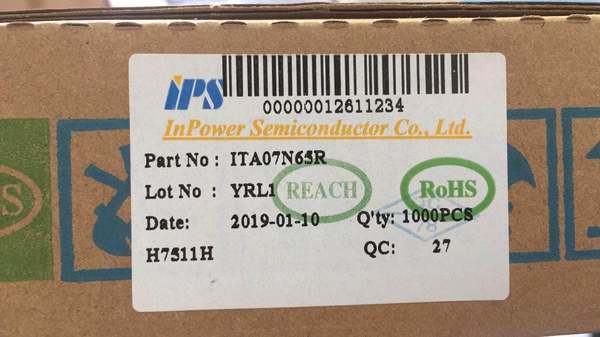 iPS
00000012611234
InPower Semiconductor Co., Ltd.
Part No : ITA07N65R
Lot No : YRL1 REACH RoHS
Date: 2019-01-10 Q'ty: 1000PCS
H7511H QC: 27
S